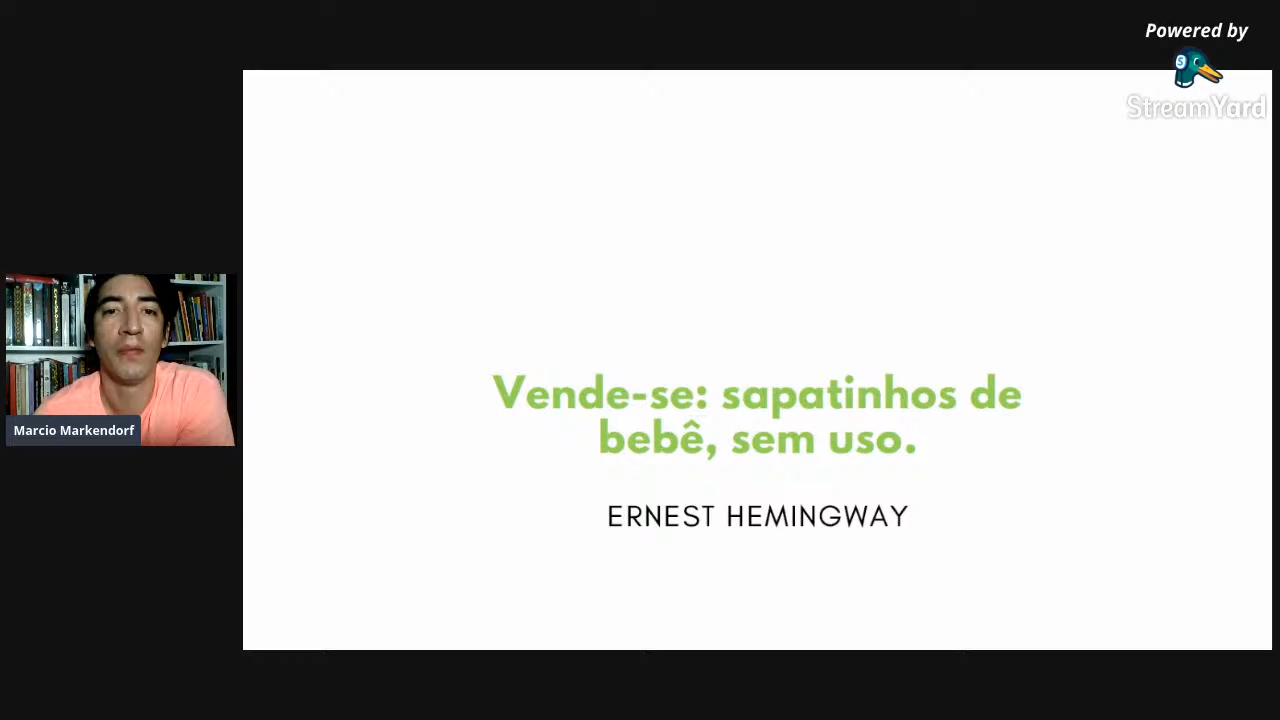 Powered by
StreamYard
Vende-se: sapatinhos de
bebê, sem uso.
ERNEST HEMINGWAY
Marcio Markendorf